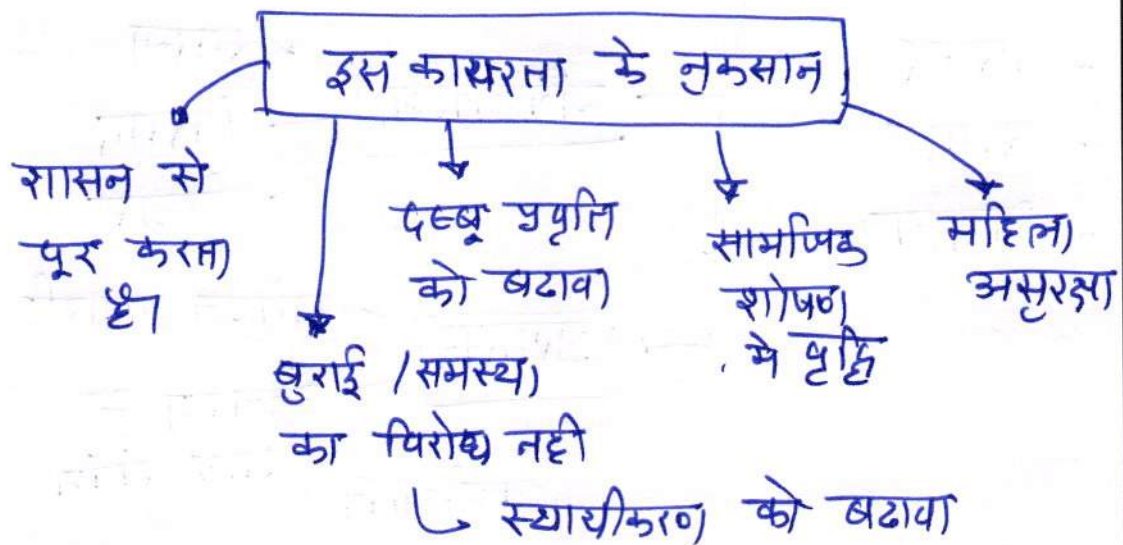 इस कायरता के नुकसान
शासन से
दूर करता
है।
बुराई / समस्या
का विरोध नही
↳ स्थायीकरण को बढावा
दब्बू प्रवृति
को बढावा
सामाजिक
शोषण
मे वृद्धि
महिला
असुरक्षा